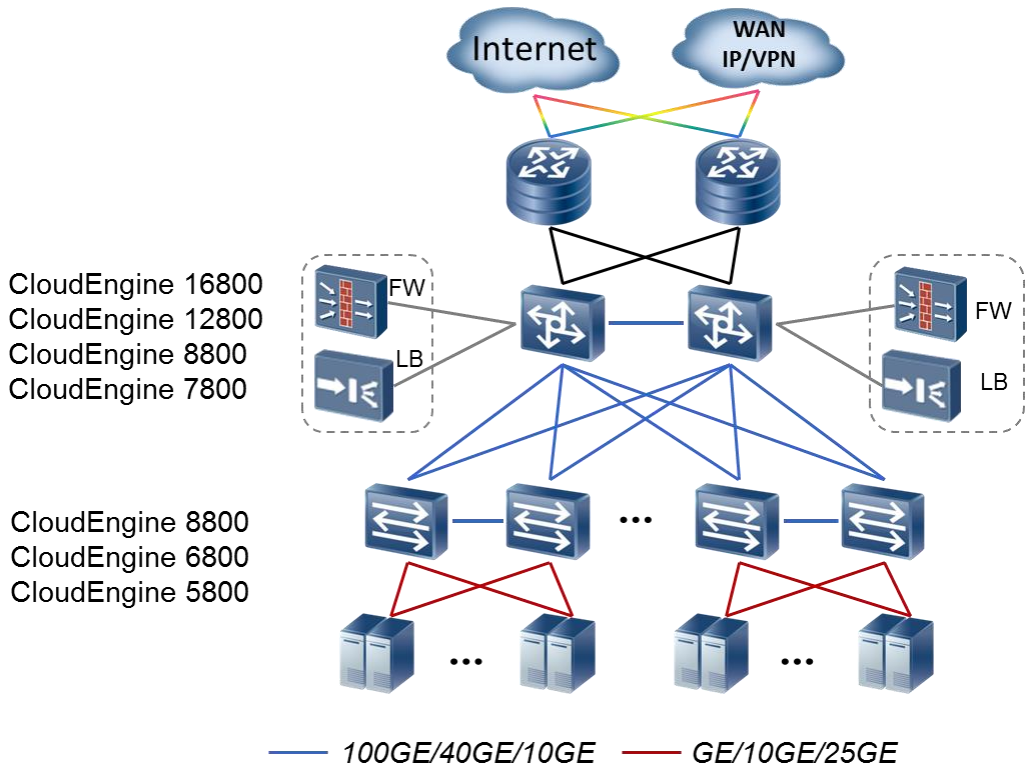 Internet
WAN
IP/VPN
CloudEngine 16800
CloudEngine 12800
CloudEngine 8800
CloudEngine 7800
FW
LB
FW
LB
CloudEngine 8800
CloudEngine 6800
CloudEngine 5800
...
...
...
100GE/40GE/10GE
GE/10GE/25GE